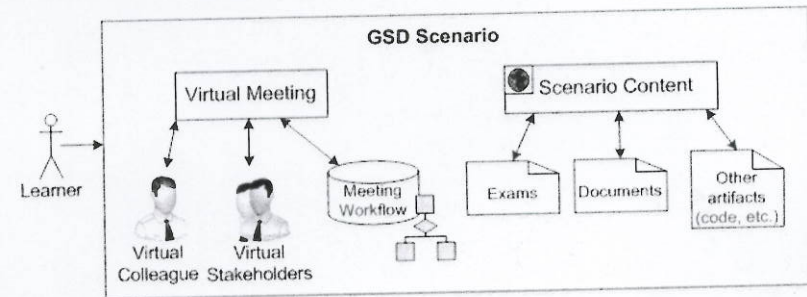 GSD Scenario
Virtual Meeting
Scenario Content
Learner
Virtual
Colleague
Virtual
Stakeholders
Meeting
Workflow
Exams
Documents
Other
artifacts
(code, etc.)